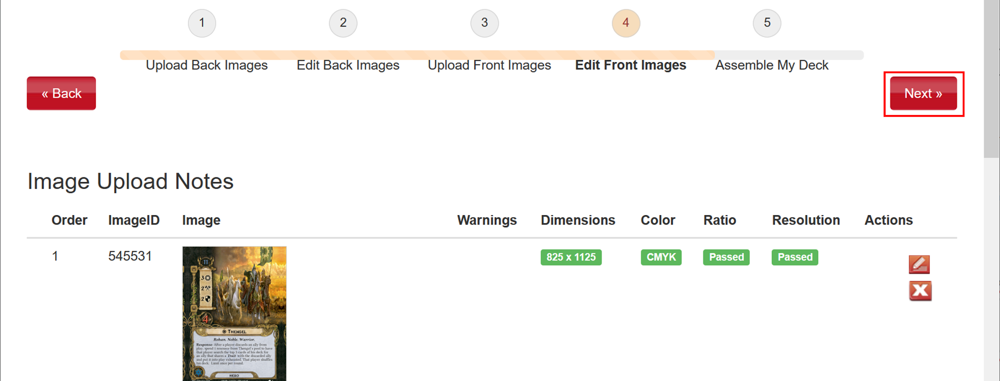 1 2 3 4 5
Upload Back Images Edit Back Images Upload Front Images Edit Front Images Assemble My Deck
« Back Next »
Image Upload Notes
Order ImageID Image Warnings Dimensions Color Ratio Resolution Actions
1 545531 825 x 1125 CMYK Passed Passed
11
3
2
2
4
THENGEL
Rohan. Noble. Warrior.
Response: After a player discards an ally from
play, spend 1 resource from Thengel's pool to have
that player search the top 5 cards of his deck for
an ally that shares a Trait with the discarded ally
and put it into play exhausted. That player shuffles
his deck. Limit once per round.
HERO